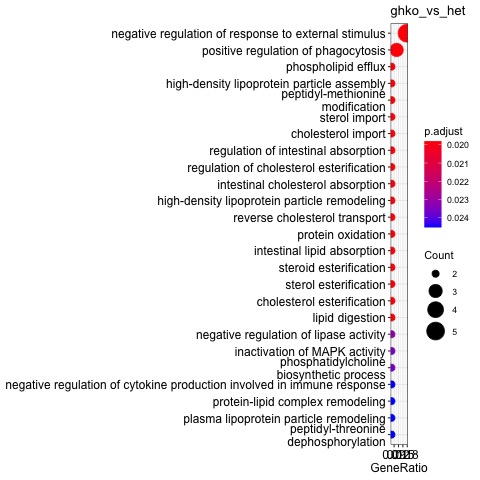 ghko_vs_het
negative regulation of response to external stimulus
positive regulation of phagocytosis
phospholipid efflux
high-density lipoprotein particle assembly
peptidyl-methionine
modification
sterol import
cholesterol import
regulation of intestinal absorption
regulation of cholesterol esterification
intestinal cholesterol absorption
high-density lipoprotein particle remodeling
reverse cholesterol transport
protein oxidation
intestinal lipid absorption
steroid esterification
sterol esterification
cholesterol esterification
lipid digestion
negative regulation of lipase activity
inactivation of MAPK activity
phosphatidylcholine
biosynthetic process
negative regulation of cytokine production involved in immune response
protein-lipid complex remodeling
plasma lipoprotein particle remodeling
peptidyl-threonine
dephosphorylation
GeneRatio
p.adjust
0.020
0.021
0.022
0.023
0.024
Count
2
3
4
5